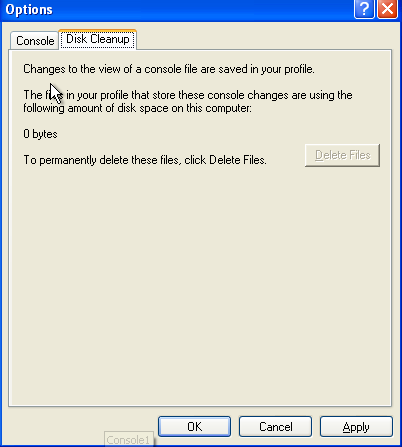 Options
?
Console
Disk Cleanup
Changes to the view of a console file are saved in your profile.
The files in your profile that store these console changes are using the
following amount of disk space on this computer:
0 bytes
To permanently delete these files, click Delete Files.
Delete Files
OK
Cancel
Apply
Console1